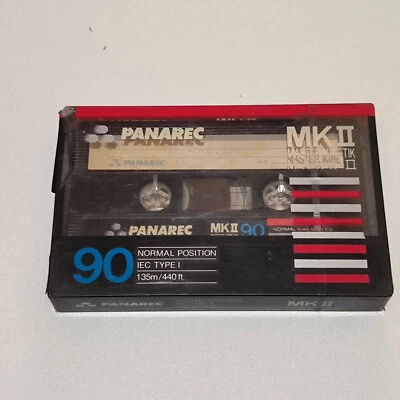 PANAREC
MK II
PANAREC
PANAREC
MK II 90
90
NORMAL POSITION
IEC TYPE I
135m/440 ft.
PANAREC
MK II